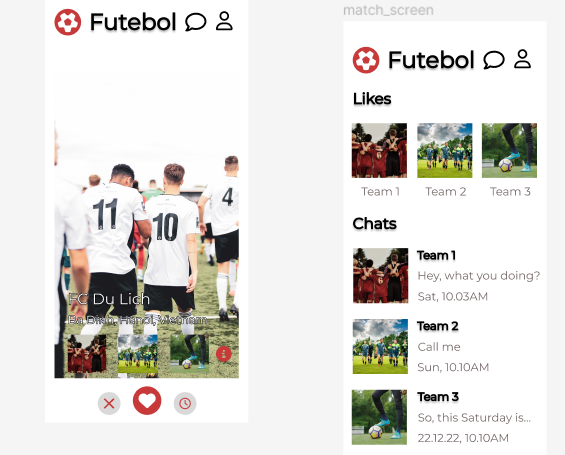 match_screen
Futebol
11
10
4
FC Du Lich
Ba Đình, Hanoi, Vietnam
Futebol
Likes
Team 1
Team 2
Team 3
Chats
Team 1
Hey, what you doing?
Sat, 10.03AM
Team 2
Call me
Sun, 10.10AM
Team 3
So, this Saturday is...
22.12.22, 10.10AM